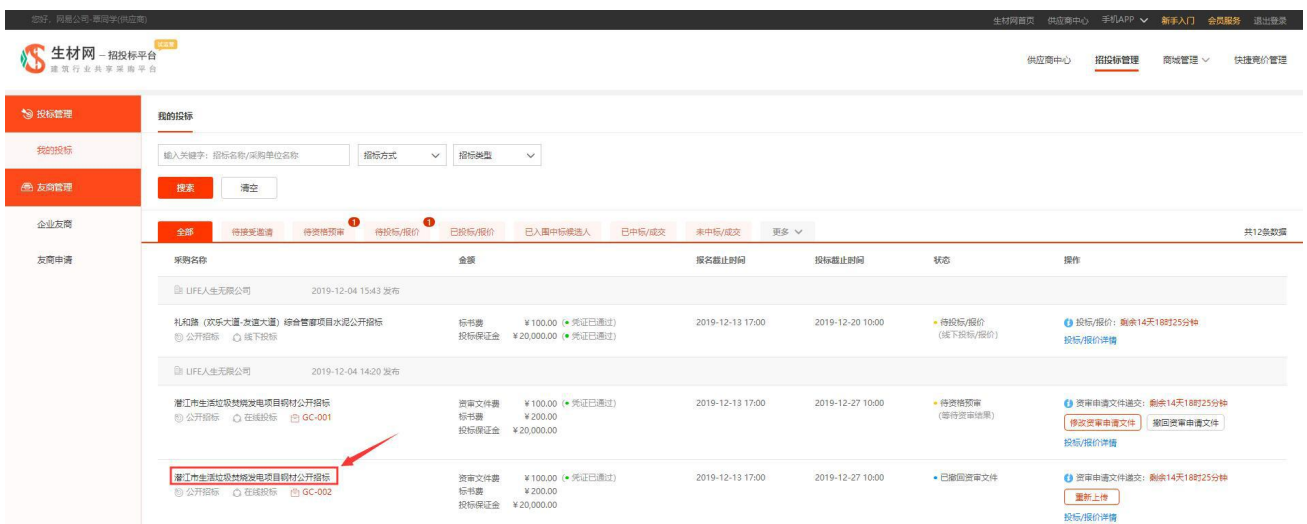 您好，网易公司-覃同学(供应商)
生材网首页 供应商中心 手机APP 新手入门 会员服务 退出登录
生材网 – 招投标平台
建筑行业共享采购平台
供应商中心 招投标管理 商城管理 快捷竞价管理
投标管理
我的投标
我的投标
输入关键字：招标名称/采购单位名称 招标方式 招标类型
友商管理
搜索 清空
企业友商
全部 待接受邀请 待资格预审 1 待投标/报价 1 已投标/报价 已入围中标候选人 已中标/成交 未中标/成交 更多 共12条数据
友商申请
采购名称 金额 报名截止时间 投标截止时间 状态 操作
LIFE人生无限公司 2019-12-04 15:43 发布
礼和路（欢乐大道-友谊大道）综合管廊项目水泥公开招标 标书费 ¥100.00 (凭证已通过) 2019-12-13 17:00 2019-12-20 10:00 待投标/报价 投标/报价：剩余14天18时25分钟
公开招标 线下投标 投标保证金 ¥20,000.00 (凭证已通过) (线下投标/报价) 投标/报价详情
LIFE人生无限公司 2019-12-04 14:20 发布
潜江市生活垃圾焚烧发电项目钢材公开招标 资审文件费 ¥100.00 (凭证已通过) 2019-12-13 17:00 2019-12-27 10:00 待资格预审 资审申请文件递交：剩余14天18时25分钟
公开招标 在线投标 GC-001 标书费 ¥200.00 (等待资审结果) 修改资审申请文件 撤回资审申请文件
投标保证金 ¥20,000.00 投标/报价详情
潜江市生活垃圾焚烧发电项目钢材公开招标 资审文件费 ¥100.00 (凭证已通过) 2019-12-13 17:00 2019-12-27 10:00 已撤回资审文件 资审申请文件递交：剩余14天18时25分钟
公开招标 在线投标 GC-002 标书费 ¥200.00 重新上传
投标保证金 ¥20,000.00 投标/报价详情